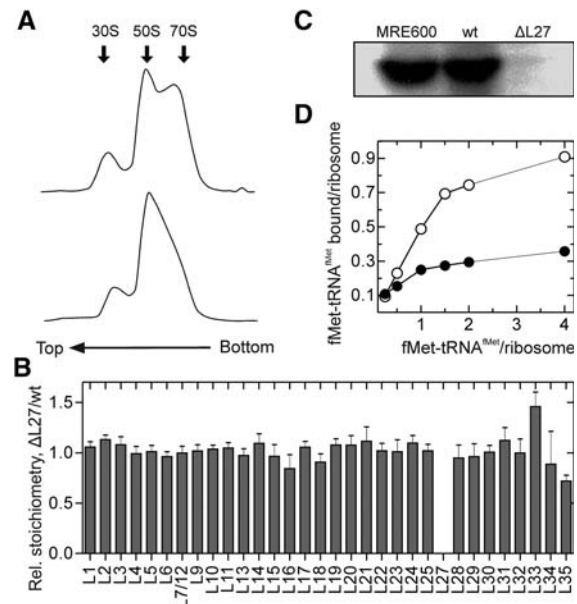 A
30S 50S 70S
Top Bottom
C
MRE600 wt ΔL27
D
fMet-tRNAfMet bound/ribosome
0.9
0.7
0.5
0.3
0.1
1 2 3 4
fMet-tRNAfMet/ribosome
B
Rel. stoichiometry, ΔL27/wt
1.5
1.0
0.5
0.0
L1 L2 L3 L4 L5 L6 L7/12 L9 L10 L11 L13 L14 L15 L16 L17 L18 L19 L20 L21 L22 L23 L24 L25 L27 L28 L29 L30 L31 L32 L33 L34 L35